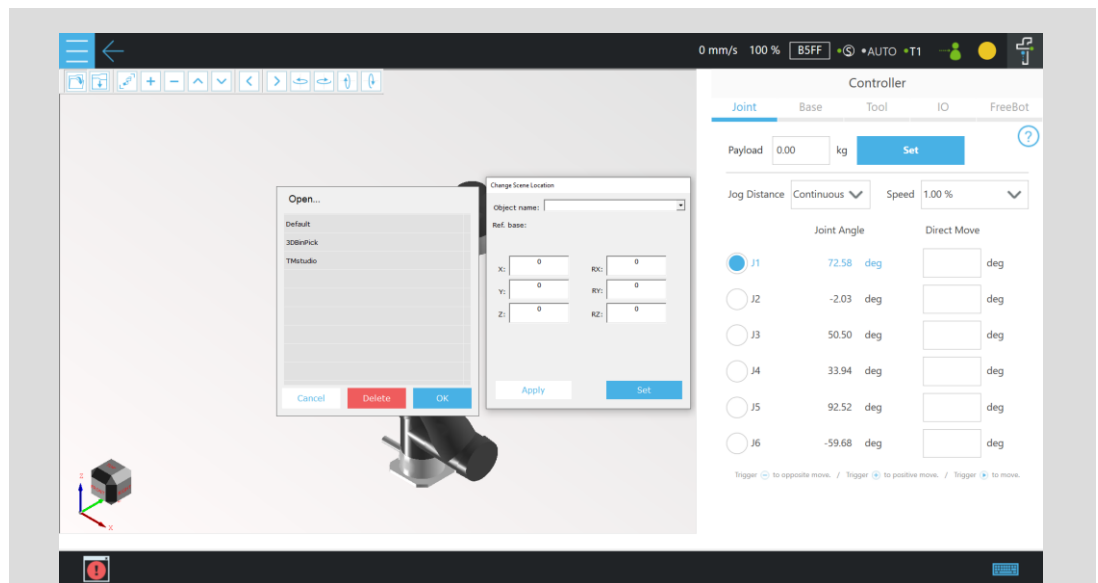 0 mm/s 100 % B5FF AUTO T1
Controller
Joint Base Tool IO FreeBot
Payload 0.00 kg Set
?
Jog Distance Continuous Speed 1.00 %
Joint Angle Direct Move
J1 72.58 deg deg
J2 -2.03 deg deg
J3 50.50 deg deg
J4 33.94 deg deg
J5 92.52 deg deg
J6 -59.68 deg deg
Trigger - to opposite move. / Trigger + to positive move. / Trigger to move.
Open...
Default
3DBinPick
TMstudio
Cancel Delete OK
Change Scene Location
Object name:
Ref. base:
X: 0 RX: 0
Y: 0 RY: 0
Z: 0 RZ: 0
Apply Set
X